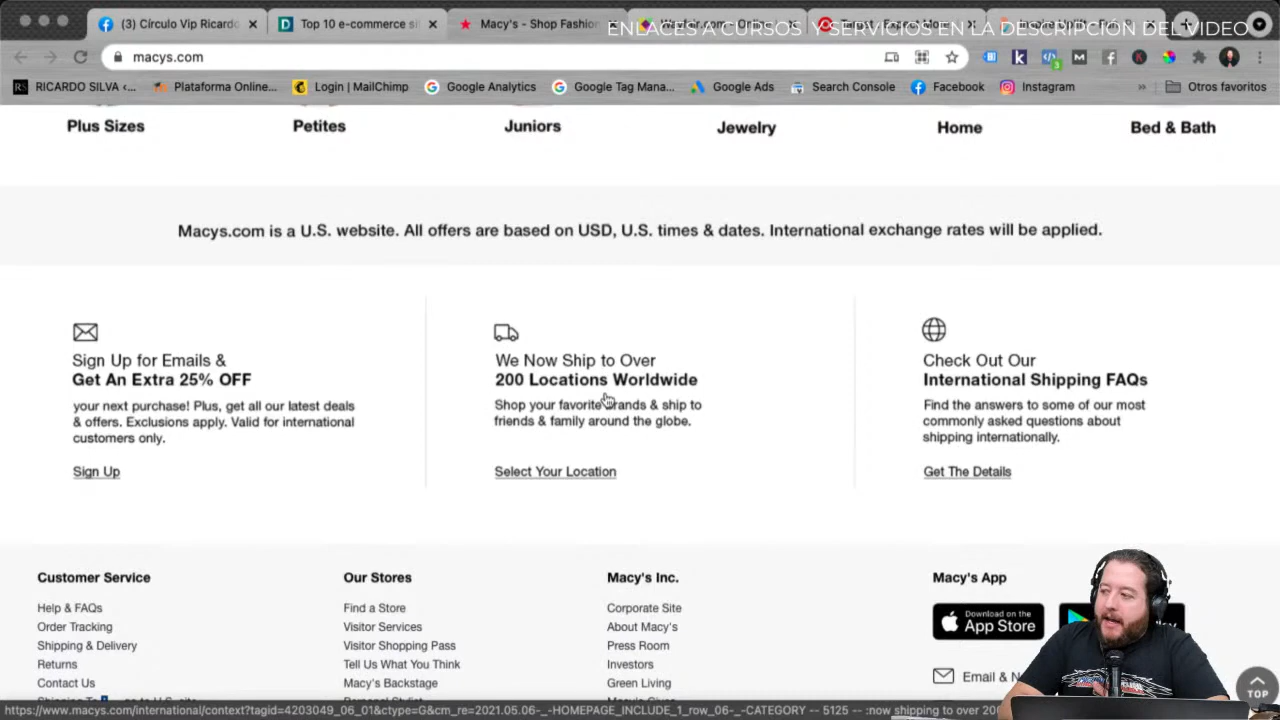 (3) Círculo Vip Ricardo
Top 10 e-commerce si
Macy's - Shop Fashion
ENLACES A CURSOS Y SERVICIOS EN LA DESCRIPCIÓN DEL VIDEO
macys.com
RICARDO SILVA ‹...
Plataforma Online...
Login | MailChimp
Google Analytics
Google Tag Mana...
Google Ads
Search Console
Facebook
Instagram
»
Otros favoritos
Plus Sizes
Petites
Juniors
Jewelry
Home
Bed & Bath
Macys.com is a U.S. website. All offers are based on USD, U.S. times & dates. International exchange rates will be applied.
Sign Up for Emails &
Get An Extra 25% OFF
your next purchase! Plus, get all our latest deals
& offers. Exclusions apply. Valid for international
customers only.
Sign Up
We Now Ship to Over
200 Locations Worldwide
Shop your favorite brands & ship to
friends & family around the globe.
Select Your Location
Check Out Our
International Shipping FAQs
Find the answers to some of our most
commonly asked questions about
shipping internationally.
Get The Details
Customer Service
Help & FAQs
Order Tracking
Shipping & Delivery
Returns
Contact Us
Our Stores
Find a Store
Visitor Services
Visitor Shopping Pass
Tell Us What You Think
Macy's Backstage
Macy's Inc.
Corporate Site
About Macy's
Press Room
Investors
Green Living
Macy's App
Download on the
App Store
Email &
TOP
https://www.macys.com/international/context?tagid=4203049_06_01&ctype=G&cm_re=2021.05.06-_-HOMEPAGE_INCLUDE_1_row_06-_-CATEGORY -- 5125 -- :now shipping to over 200